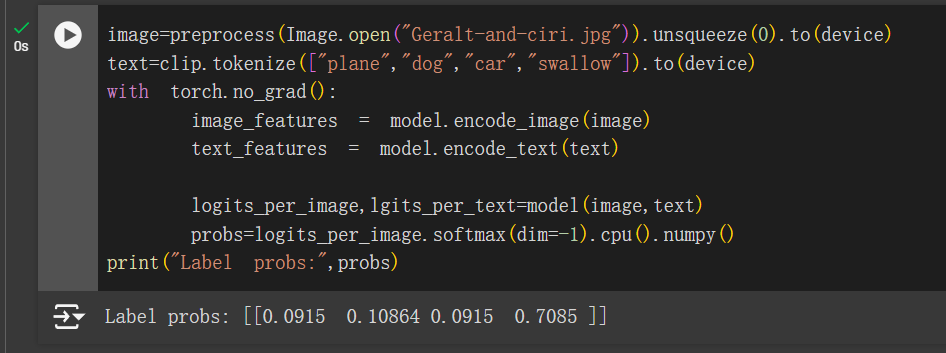 image=preprocess(Image.open("Geralt-and-ciri.jpg")).unsqueeze(0).to(device)
0s
text=clip.tokenize(["plane","dog","car","swallow"]).to(device)
with torch.no_grad():
image_features = model.encode_image(image)
text_features = model.encode_text(text)
logits_per_image,lgits_per_text=model(image,text)
probs=logits_per_image.softmax(dim=-1).cpu().numpy()
print("Label probs:",probs)
Label probs: [[0.0915 0.10864 0.0915 0.7085 ]]